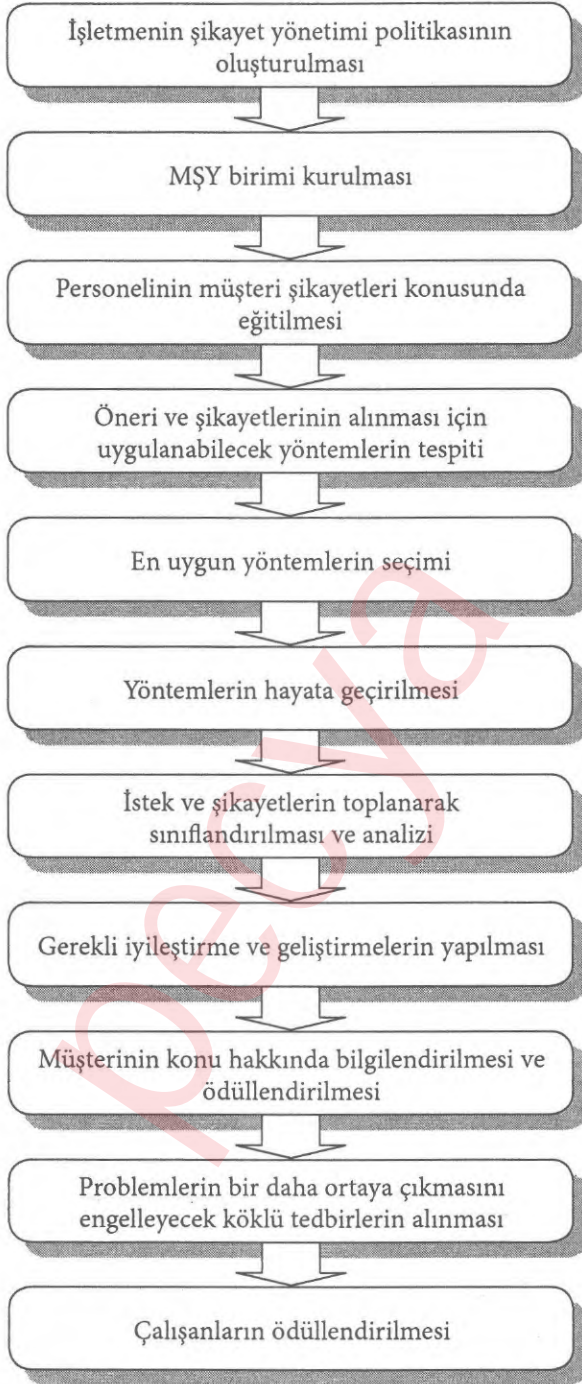 İşletmenin şikayet yönetimi politikasının
oluşturulması
MŞY birimi kurulması
Personelinin müşteri şikayetleri konusunda
eğitilmesi
Öneri ve şikayetlerinin alınması için
uygulanabilecek yöntemlerin tespiti
En uygun yöntemlerin seçimi
Yöntemlerin hayata geçirilmesi
İstek ve şikayetlerin toplanarak
sınıflandırılması ve analizi
Gerekli iyileştirme ve geliştirmelerin yapılması
Müşterinin konu hakkında bilgilendirilmesi ve
ödüllendirilmesi
Problemlerin bir daha ortaya çıkmasını
engelleyecek köklü tedbirlerin alınması
Çalışanların ödüllendirilmesi
pecya